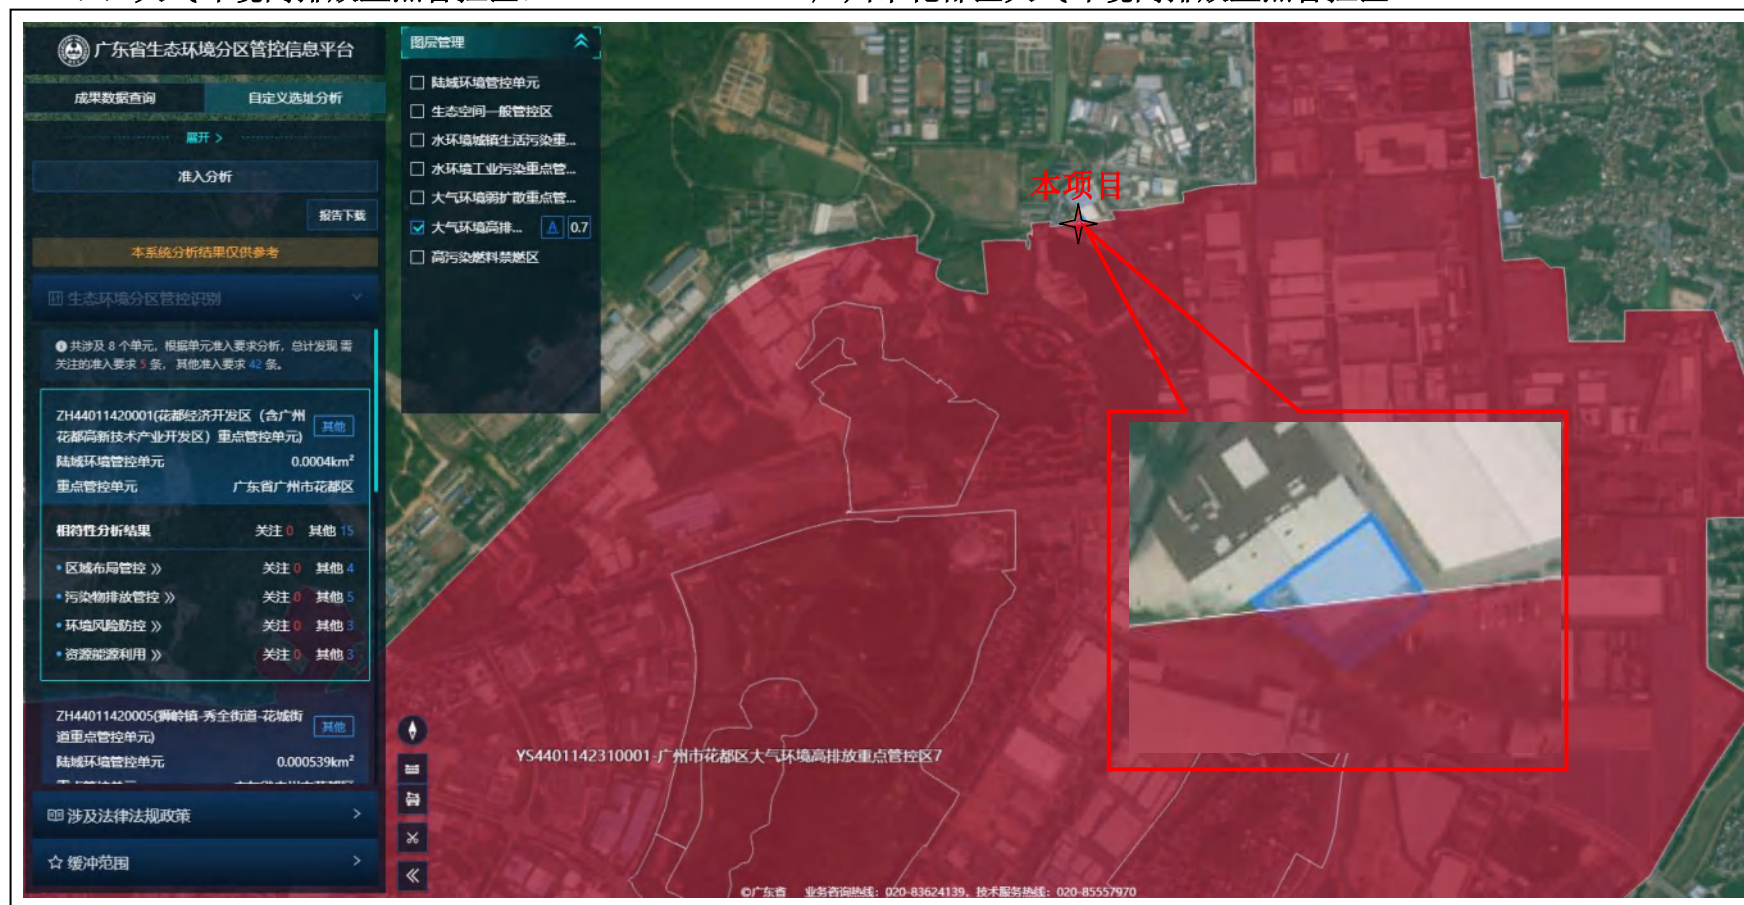 广东省生态环境分区管控信息平台
成果数据查询
自定义选址分析
展开 >
准入分析
报告下载
本系统分析结果仅供参考
生态环境分区管控识别
共涉及 8 个单元，根据单元准入要求分析，总计发现 需
关注的准入要求 5 条，其他准入要求 42 条。
ZH44011420001(花都经济开发区（含广州
花都高新技术产业开发区）重点管控单元)
其他
陆域环境管控单元 0.0004km²
重点管控单元 广东省广州市花都区
相符性分析结果 关注 0 其他 15
• 区域布局管控 » 关注 0 其他 4
• 污染物排放管控 » 关注 0 其他 5
• 环境风险防控 » 关注 0 其他 3
• 资源能源利用 » 关注 0 其他 3
ZH44011420005(狮岭镇-秀全街道-花城街
道重点管控单元)
其他
陆域环境管控单元 0.000539km²
涉及法律法规政策 >
缓冲范围 >
图层管理
陆域环境管控单元
生态空间一般管控区
水环境城镇生活污染重...
水环境工业污染重点管...
大气环境弱扩散重点管...
大气环境高排... A 0.7
高污染燃料禁燃区
本项目
YS4401142310001-广州市花都区大气环境高排放重点管控区7
©广东省 业务咨询热线：020-83624139，技术服务热线：020-85557970